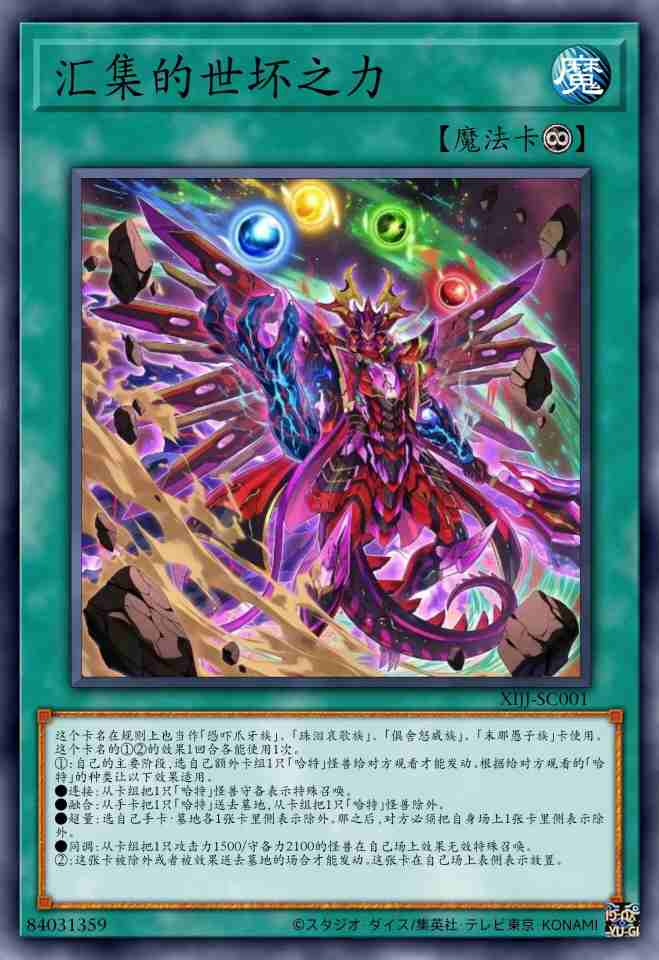 汇集的世坏之力
魔
【魔法卡♾】
XIJJ-SC001
这个卡名在规则上也当作「恐吓爪牙族」、「珠泪哀歌族」、「俱舍怒威族」、「末那愚子族」卡使用。
这个卡名的①②的效果1回合各能使用1次。
①:自己的主要阶段,选自己额外卡组1只「哈特」怪兽给对方观看才能发动。根据给对方观看的「哈
特」的种类让以下效果适用。
●连接:从卡组把1只「哈特」怪兽守备表示特殊召唤。
●融合:从手卡把1只「哈特」送去墓地,从卡组把1只「哈特」怪兽除外。
●超量:选自己手卡·墓地各1张卡里侧表示除外。那之后,对方必须把自身场上1张卡里侧表示除
外。
●同调:从卡组把1只攻击力1500/守备力2100的怪兽在自己场上效果无效特殊召唤。
②:这张卡被除外或者被效果送去墓地的场合才能发动。这张卡在自己场上表侧表示放置。
84031359
©スタジオ・ダイス/集英社・テレビ東京・KONAMI